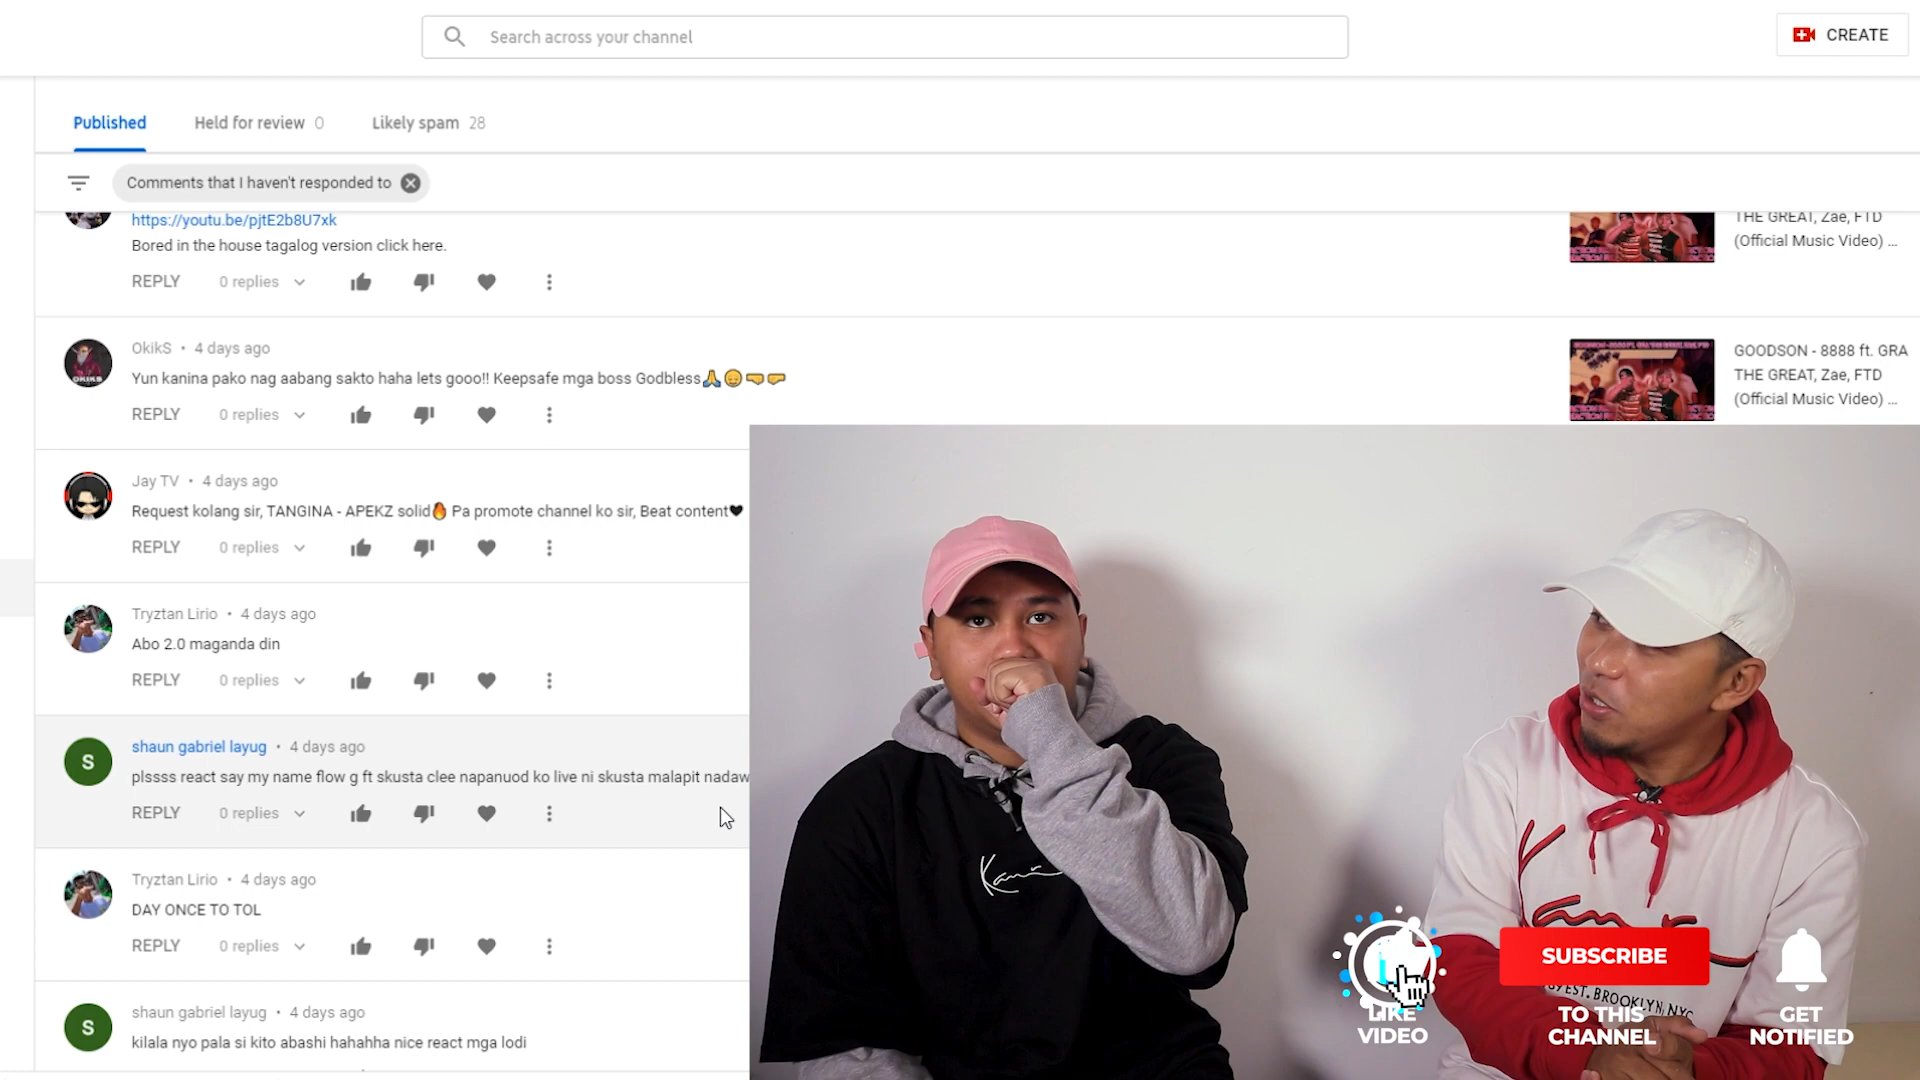 Search across your channel
CREATE
Published
Held for review 0
Likely spam 28
Comments that I haven't responded to
https://youtu.be/pjtE2b8U7xk
Bored in the house tagalog version click here.
REPLY 0 replies
THE GREAT, Zae, FTD
(Official Music Video) ...
OkikS • 4 days ago
Yun kanina pako nag aabang sakto haha lets gooo!! Keepsafe mga boss Godbless🙏😔🤜🤛
REPLY 0 replies
OKIKS
GOODSON - 8888 ft. GRA
THE GREAT, Zae, FTD
(Official Music Video) ...
Jay TV • 4 days ago
Request kolang sir, TANGINA - APEKZ solid🔥 Pa promote channel ko sir, Beat content🖤
REPLY 0 replies
Tryztan Lirio • 4 days ago
Abo 2.0 maganda din
REPLY 0 replies
S
shaun gabriel layug • 4 days ago
plssss react say my name flow g ft skusta clee napanuod ko live ni skusta malapit nadaw
REPLY 0 replies
Tryztan Lirio • 4 days ago
DAY ONCE TO TOL
REPLY 0 replies
S
shaun gabriel layug • 4 days ago
kilala nyo pala si kito abashi hahahha nice react mga lodi
EST. BROOKLYN, NYC
LIKE
VIDEO
SUBSCRIBE
TO THIS
CHANNEL
GET
NOTIFIED